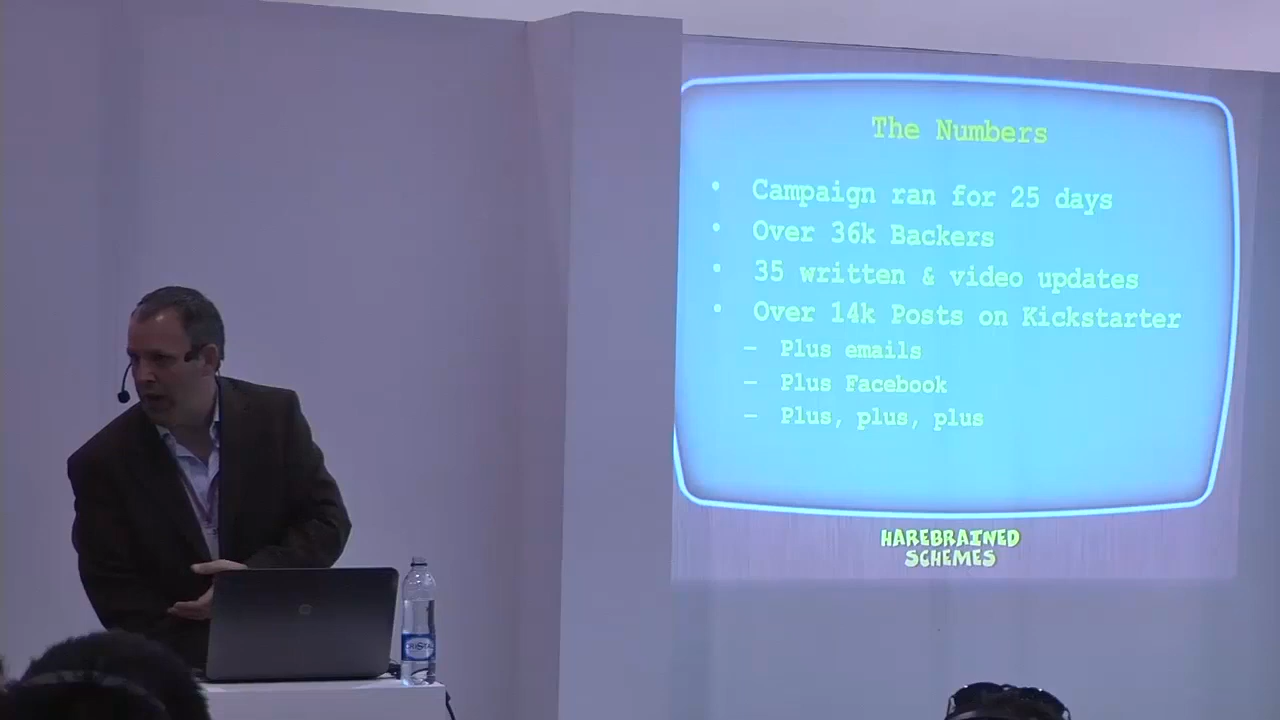 The Numbers
• Campaign ran for 25 days
• Over 36k Backers
• 35 written & video updates
• Over 14k Posts on Kickstarter
– Plus emails
– Plus Facebook
– Plus, plus, plus
HAREBRAINED
SCHEMES
CRISTAL